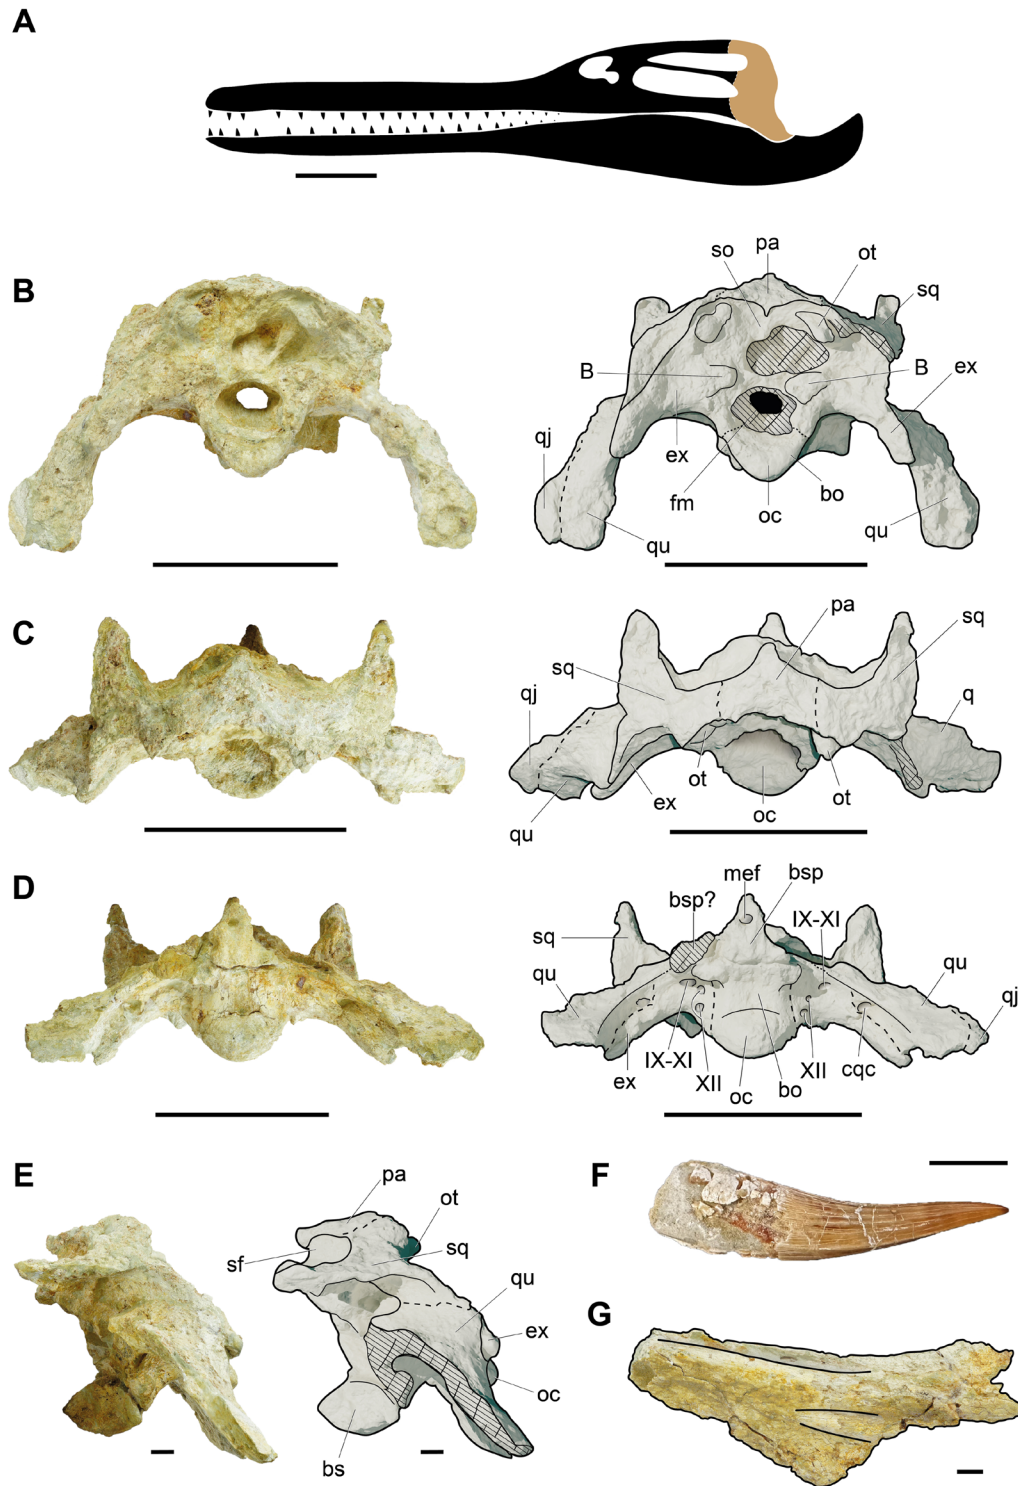 A
B
so
pa
ot
sq
B
B
ex
qj
ex
fm
oc
bo
qu
qu
C
pa
sq
sq
qj
q
ot
ex
oc
ot
qu
D
mef
bsp
bsp?
IX-XI
sq
qu
qu
qj
IX-XI
ex
XII
oc
bo
XII
cqc
E
pa
ot
sf
sq
qu
ex
oc
bs
F
G